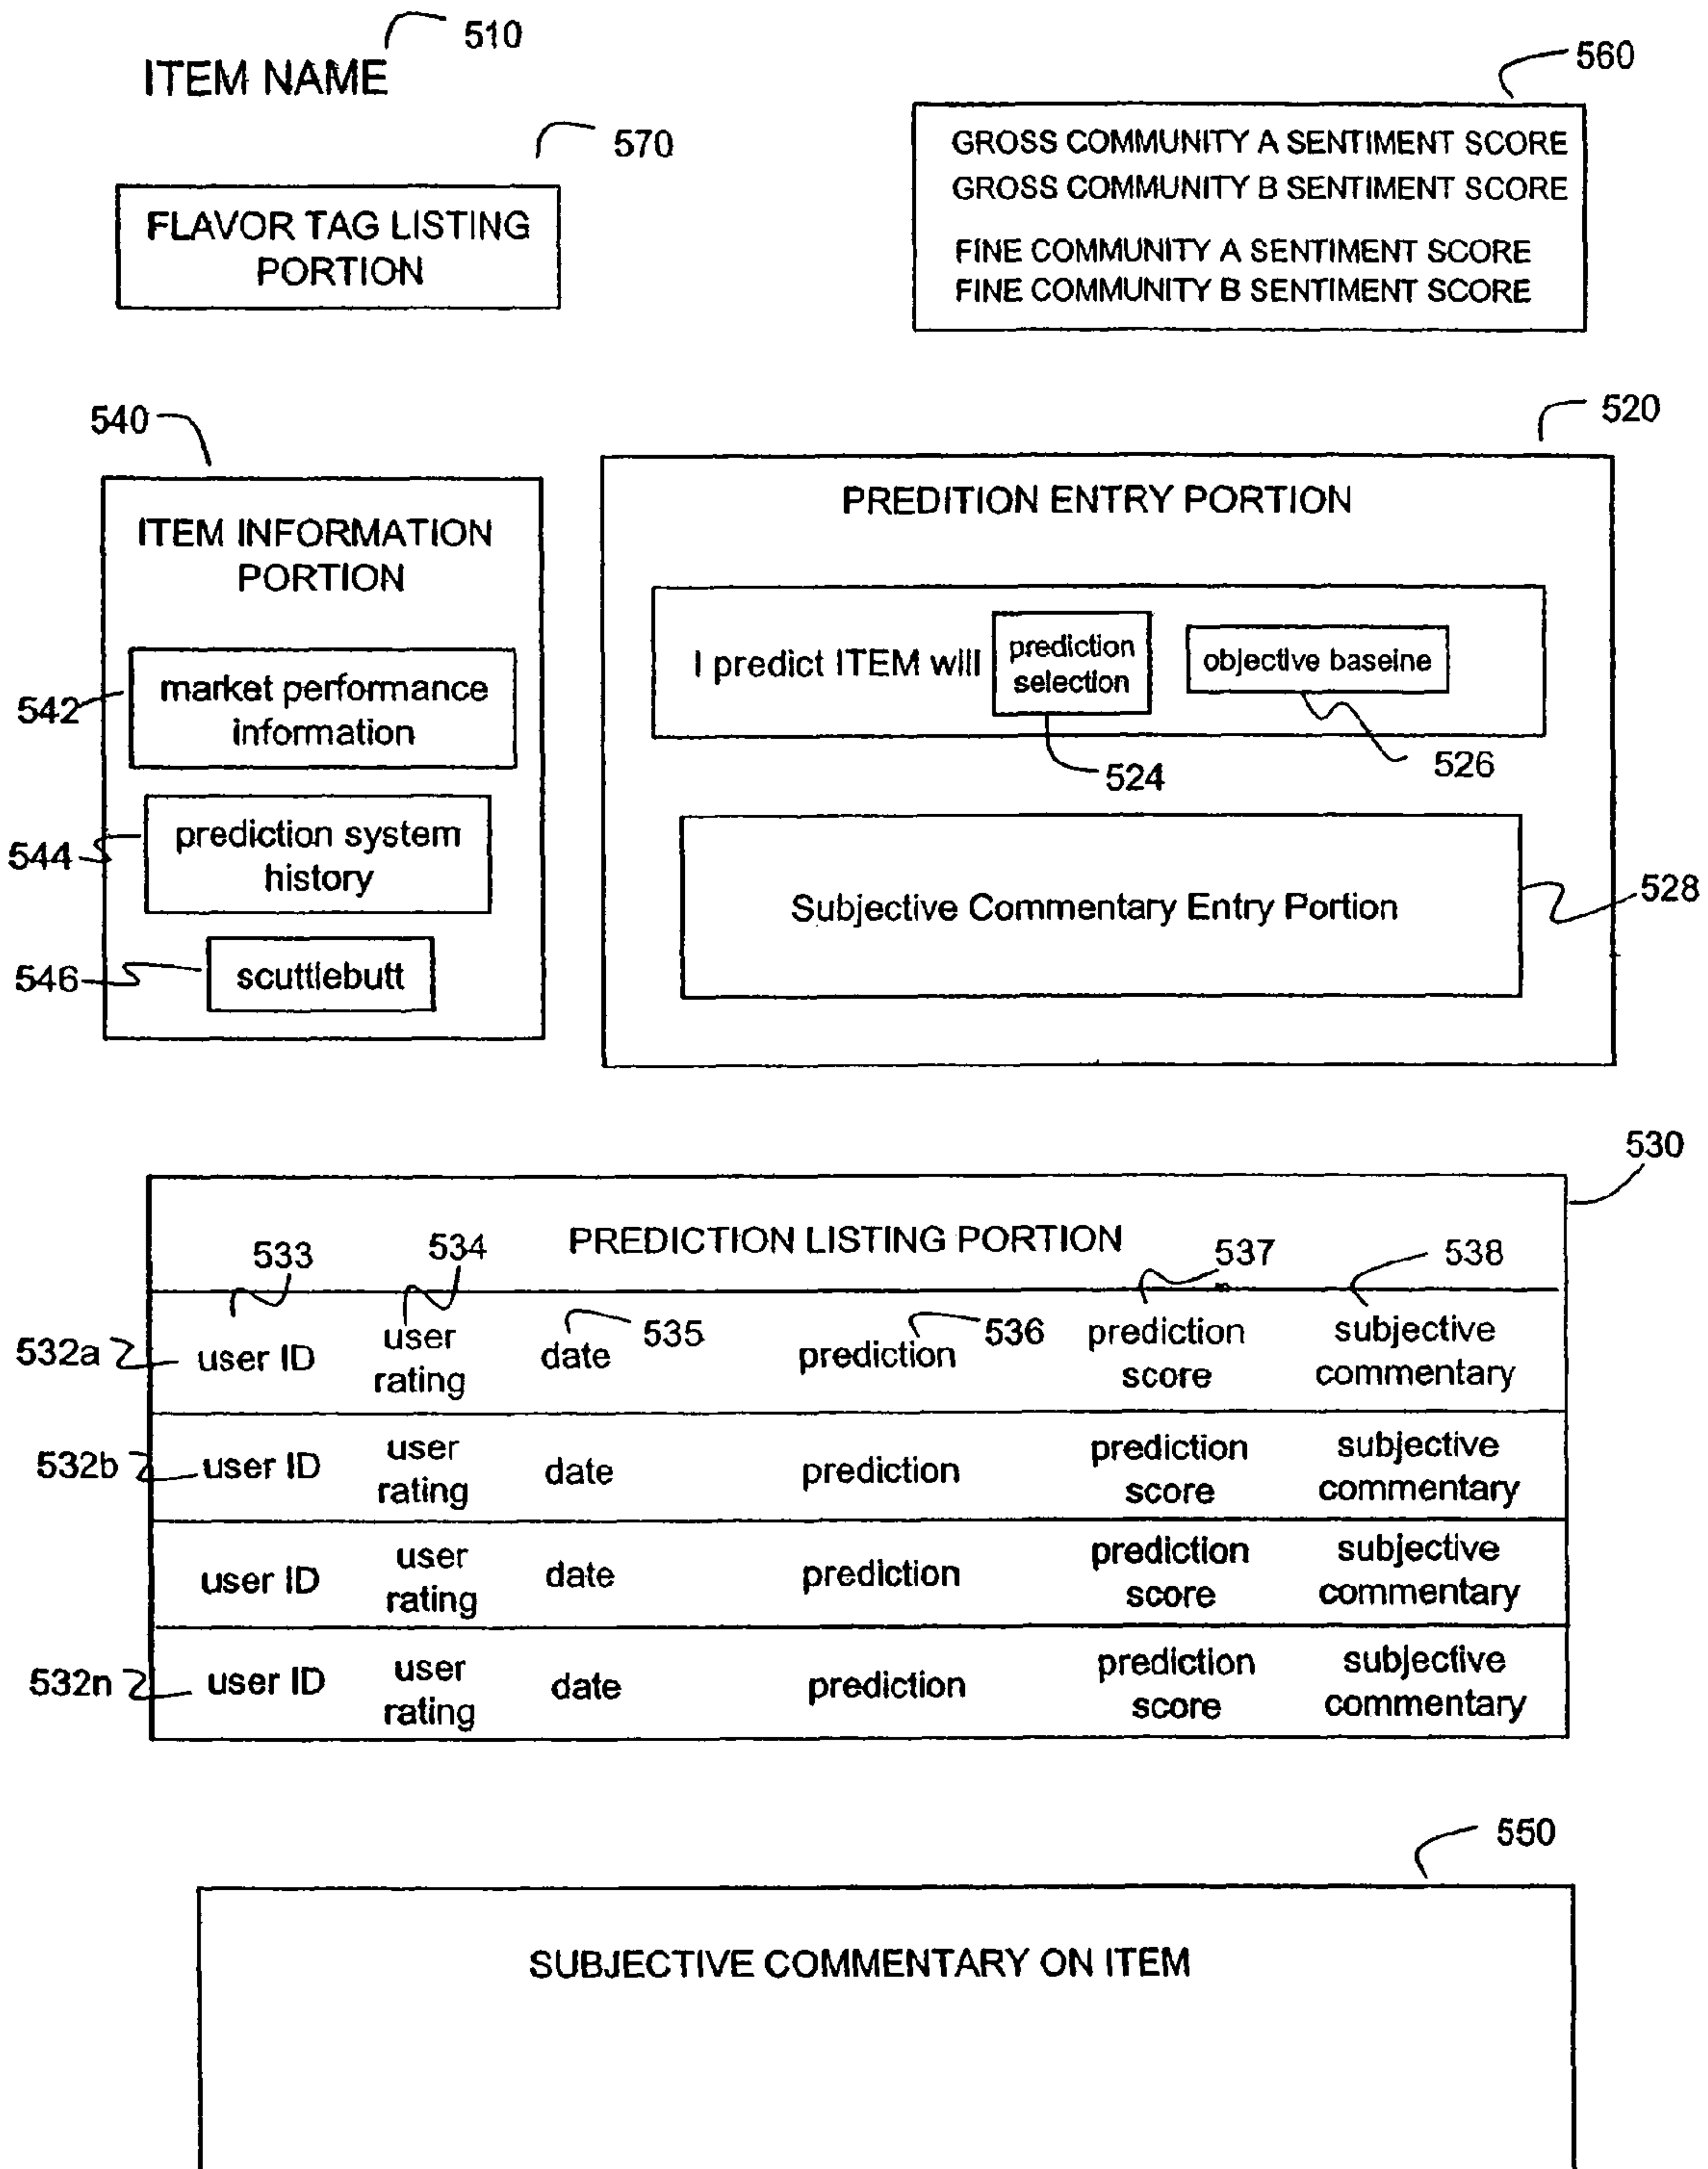 510
ITEM NAME
560
570
GROSS COMMUNITY A SENTIMENT SCORE
GROSS COMMUNITY B SENTIMENT SCORE
FINE COMMUNITY A SENTIMENT SCORE
FINE COMMUNITY B SENTIMENT SCORE
FLAVOR TAG LISTING
PORTION
540
520
ITEM INFORMATION
PORTION
542
market performance
information
544
prediction system
history
546
scuttlebutt
PREDITION ENTRY PORTION
I predict ITEM will
prediction
selection
objective baseine
524
526
Subjective Commentary Entry Portion
528
530
PREDICTION LISTING PORTION
533
534
537
538
532a
user ID
user
rating
date
535
prediction
536
prediction
score
subjective
commentary
532b
user ID
user
rating
date
prediction
prediction
score
subjective
commentary
user ID
user
rating
date
prediction
prediction
score
subjective
commentary
532n
user ID
user
rating
date
prediction
prediction
score
subjective
commentary
550
SUBJECTIVE COMMENTARY ON ITEM